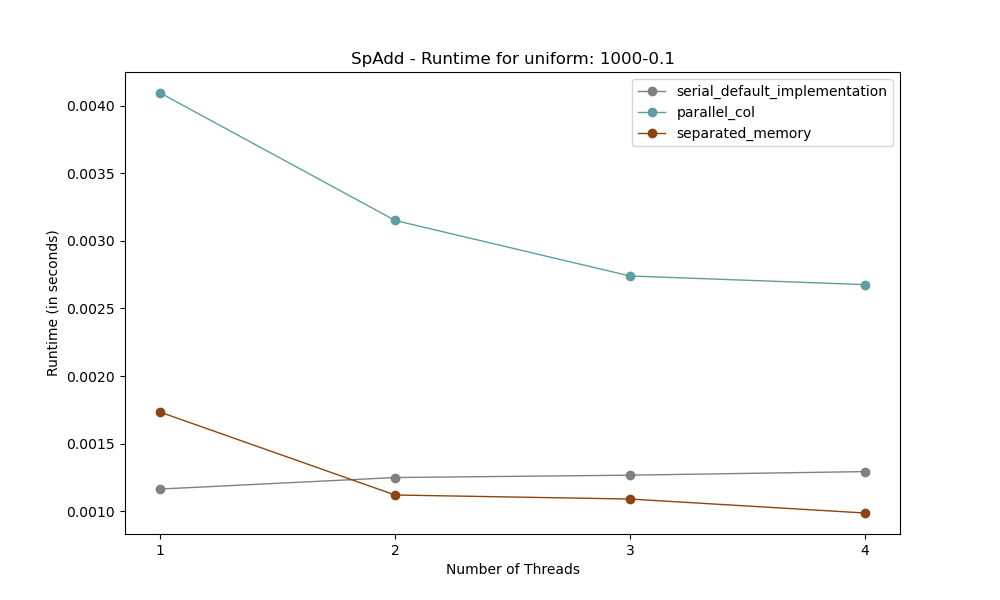 SpAdd - Runtime for uniform: 1000-0.1
serial_default_implementation
parallel_col
separated_memory
Runtime (in seconds)
0.0040
0.0035
0.0030
0.0025
0.0020
0.0015
0.0010
1 2 3 4
Number of Threads